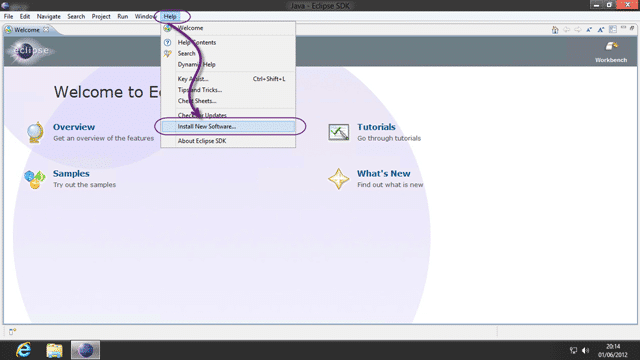 Java - Eclipse SDK
File Edit Navigate Search Project Run Window Help
Welcome
eclipse
Workbench
Welcome to Ec
Overview
Get an overview of the features
Tutorials
Go through tutorials
Samples
Try out the samples
What's New
Find out what is new
Welcome
Help Contents
Search
Dynamic Help
Key Assist... Ctrl+Shift+L
Tips and Tricks...
Cheat Sheets...
Check for Updates
Install New Software...
About Eclipse SDK
20:14
01/06/2012